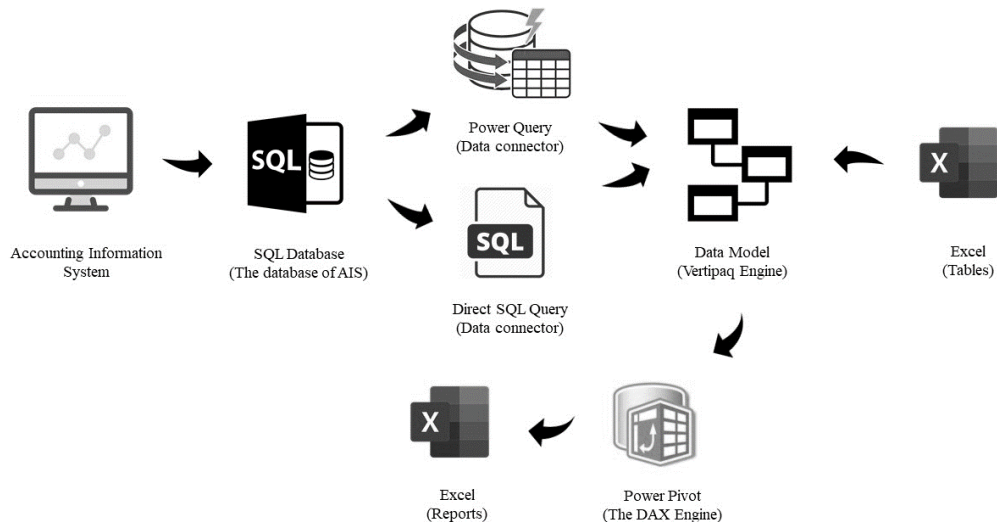 Power Query
(Data connector)
SQL
Accounting Information
System
SQL Database
(The database of AIS)
SQL
Direct SQL Query
(Data connector)
Data Model
(Vertipaq Engine)
X
Excel
(Tables)
X
Excel
(Reports)
Power Pivot
(The DAX Engine)